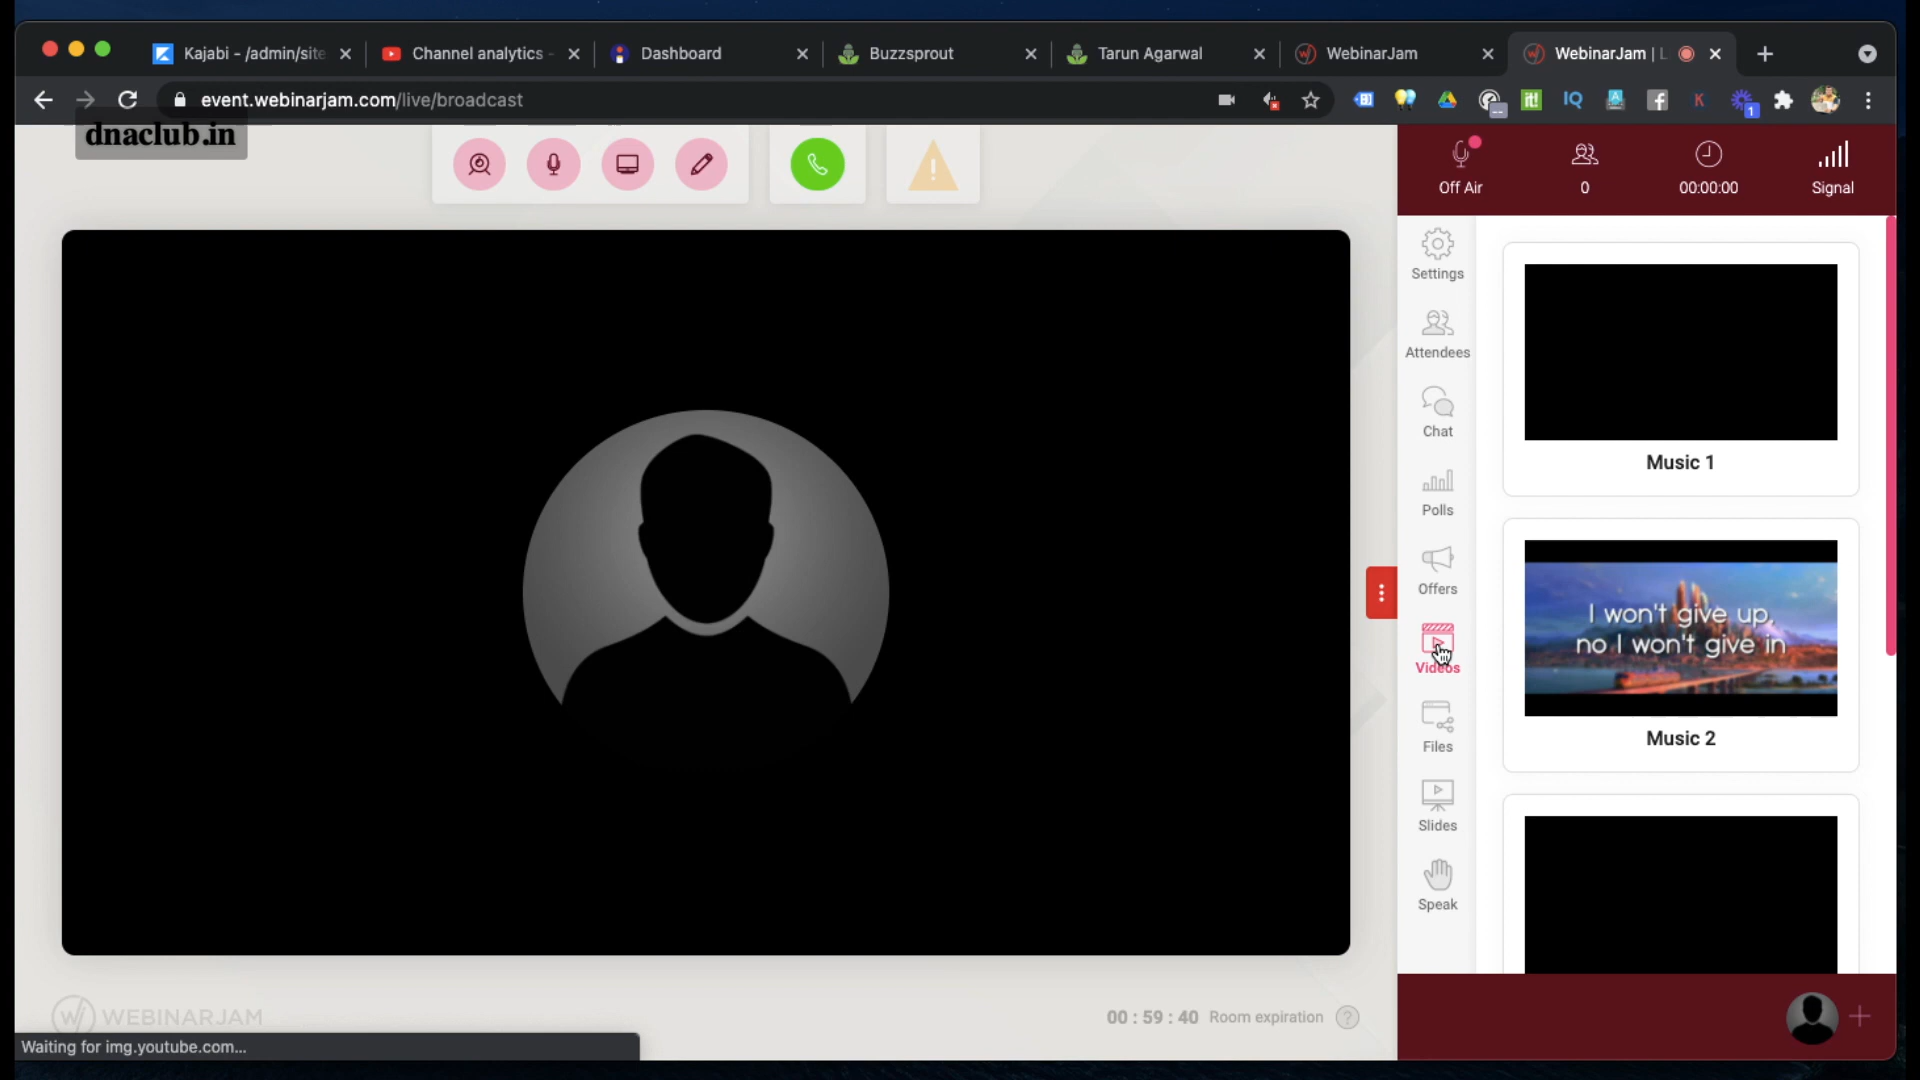 Kajabi - /admin/site
Channel analytics -
Dashboard
Buzzsprout
Tarun Agarwal
WebinarJam
WebinarJam | L
event.webinarjam.com/live/broadcast
dnaclub.in
Off Air
0
00:00:00
Signal
Settings
Attendees
Chat
Polls
Offers
Videos
Files
Slides
Speak
Music 1
I won't give up,
no I won't give in
Music 2
WEBINARJAM
00 : 59 : 40 Room expiration ?
Waiting for img.youtube.com...